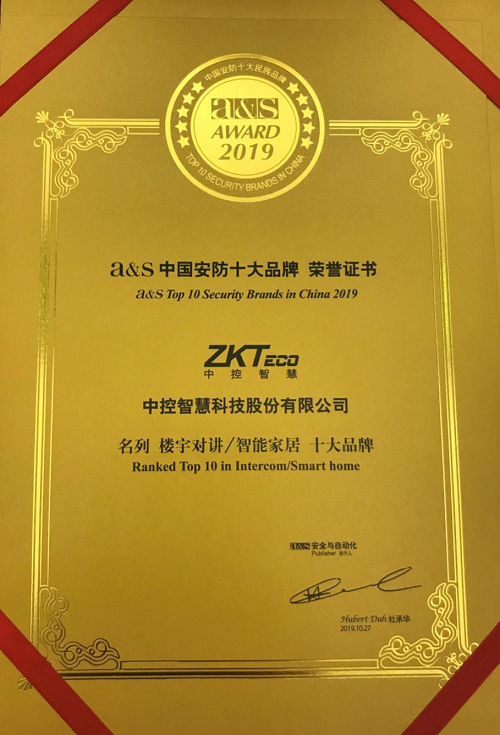 中国安防十大民族品牌
a&s
AWARD
2019
TOP 10 SECURITY BRANDS IN CHINA
a&s 中国安防十大品牌 荣誉证书
a&s Top 10 Security Brands in China 2019
ZKTECO
中控智慧
中控智慧科技股份有限公司
名列 楼宇对讲/智能家居 十大品牌
Ranked Top 10 in Intercom/Smart home
a&s 安全与自动化
Publisher 发行人
Hubert Duh 杜承华
2019.10.27